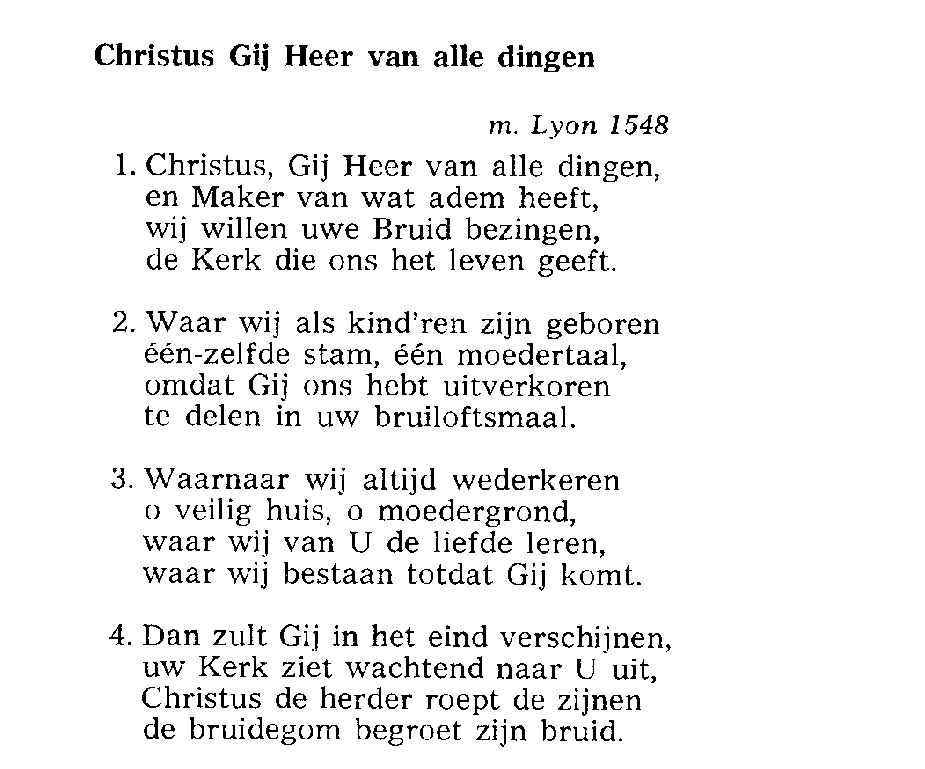 Christus Gij Heer van alle dingen
m. Lyon 1548
1. Christus, Gij Heer van alle dingen,
en Maker van wat adem heeft,
wij willen uwe Bruid bezingen,
de Kerk die ons het leven geeft.
2. Waar wij als kind'ren zijn geboren
één-zelfde stam, één moedertaal,
omdat Gij ons hebt uitverkoren
te delen in uw bruiloftsmaal.
3. Waarnaar wij altijd wederkeren
o veilig huis, o moedergrond,
waar wij van U de liefde leren,
waar wij bestaan totdat Gij komt.
4. Dan zult Gij in het eind verschijnen,
uw Kerk ziet wachtend naar U uit,
Christus de herder roept de zijnen
de bruidegom begroet zijn bruid.